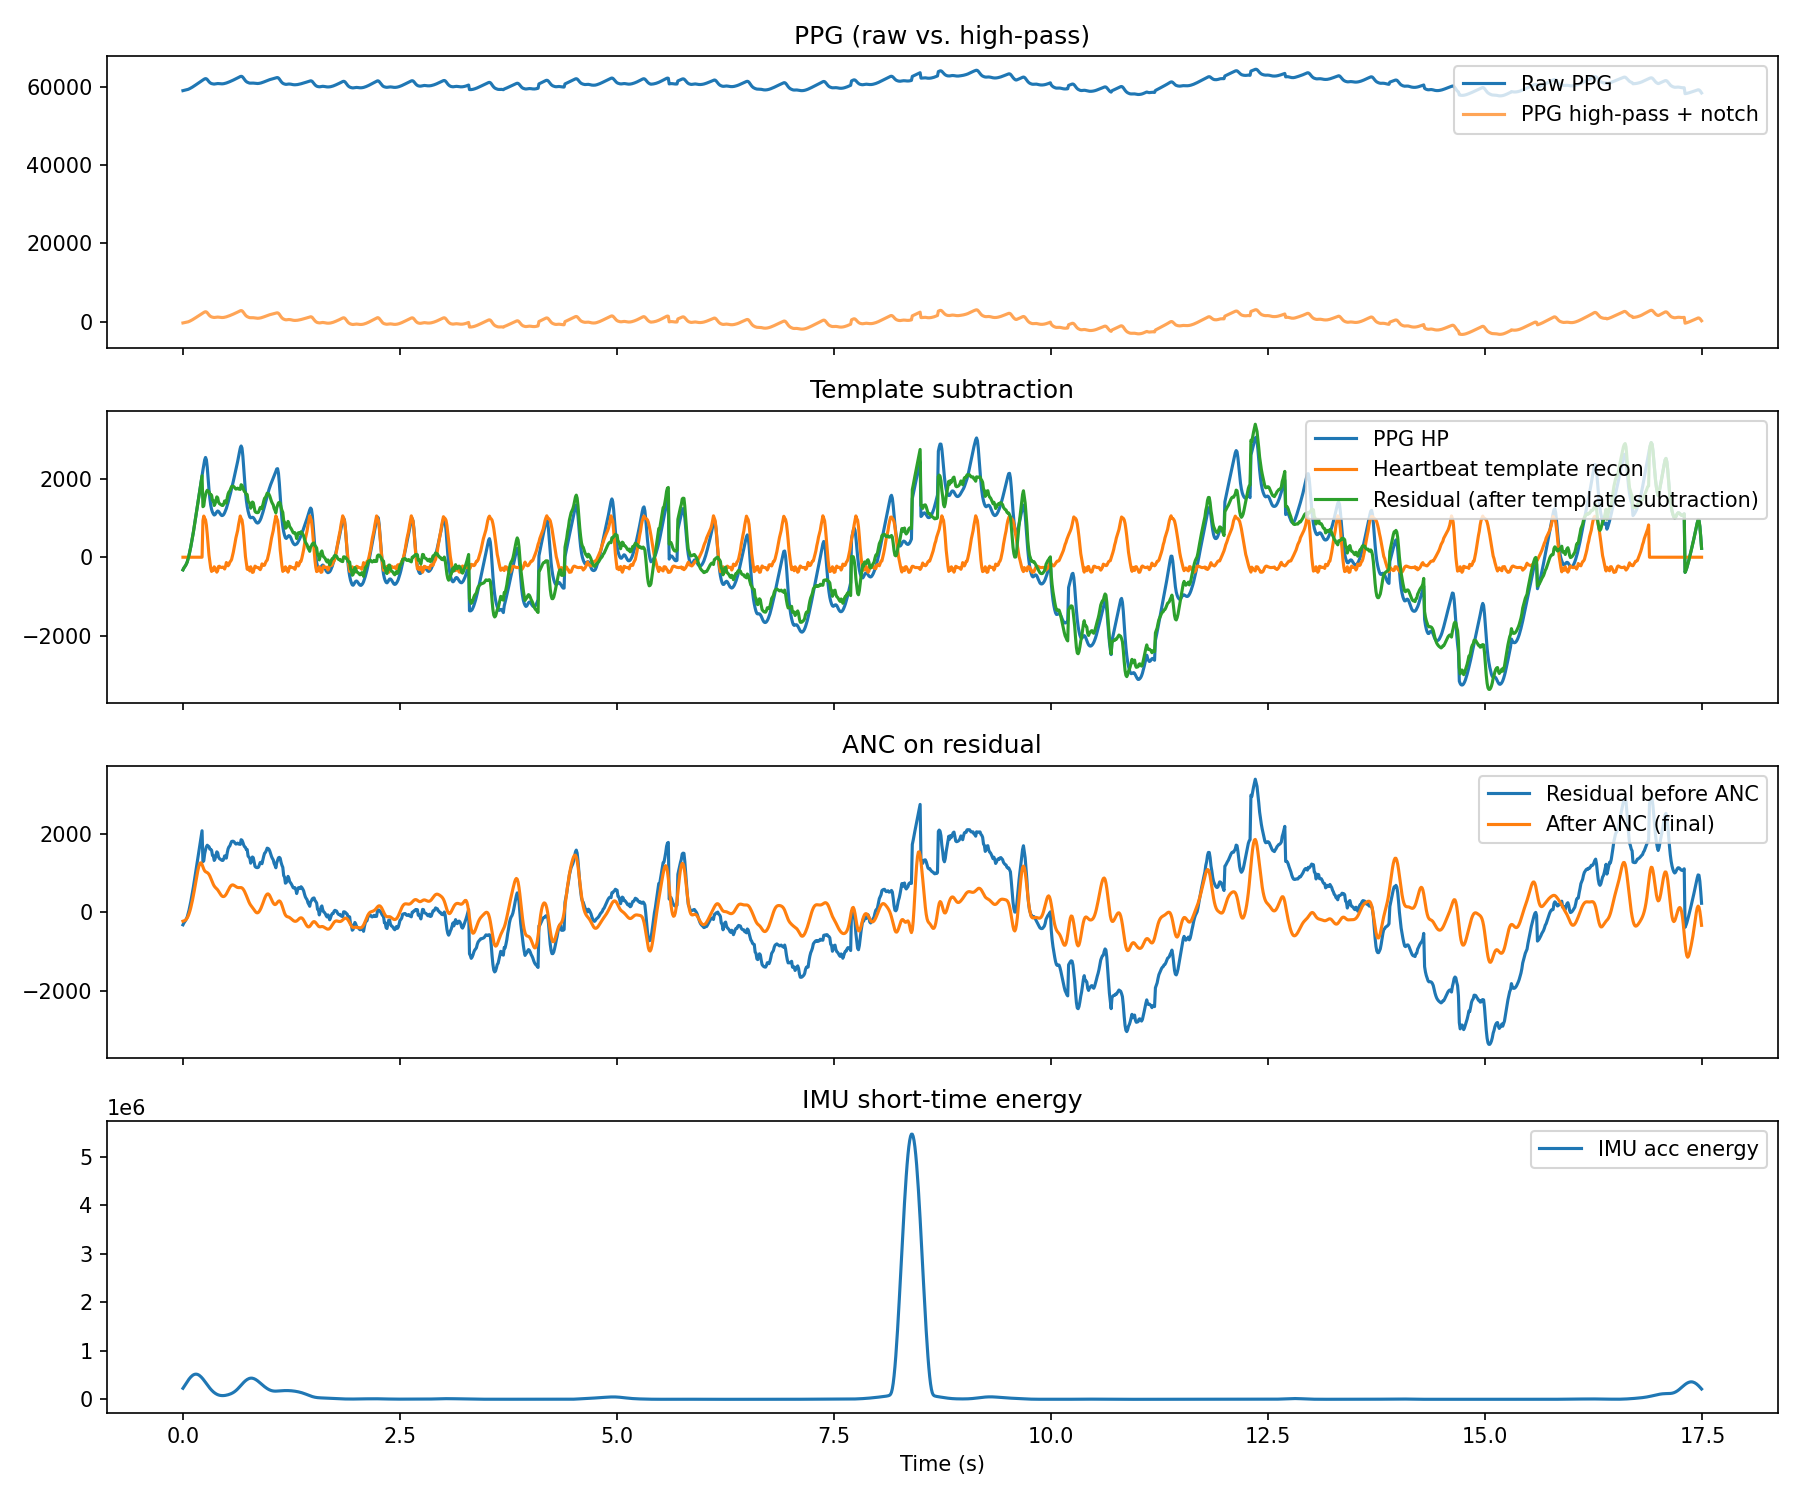 PPG (raw vs. high-pass)
60000
40000
20000
0
Raw PPG
PPG high-pass + notch
Template subtraction
2000
0
−2000
PPG HP
Heartbeat template recon
Residual (after template subtraction)
ANC on residual
2000
0
−2000
Residual before ANC
After ANC (final)
IMU short-time energy
1e6
5
4
3
2
1
0
IMU acc energy
0.0 2.5 5.0 7.5 10.0 12.5 15.0 17.5
Time (s)